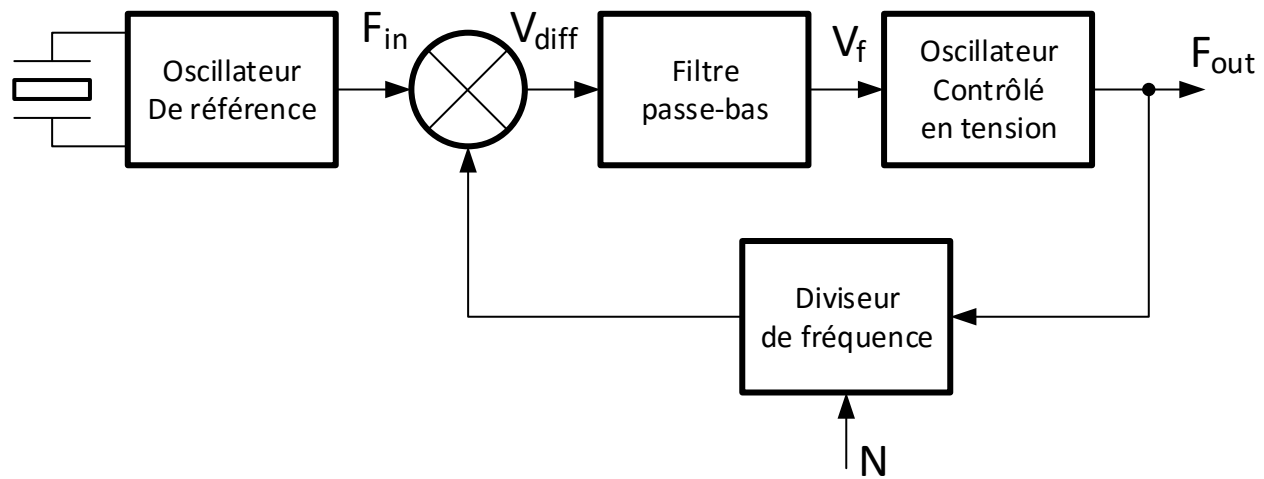 Oscillateur
De référence
F_in
V_diff
Filtre
passe-bas
V_f
Oscillateur
Contrôlé
en tension
F_out
Diviseur
de fréquence
N